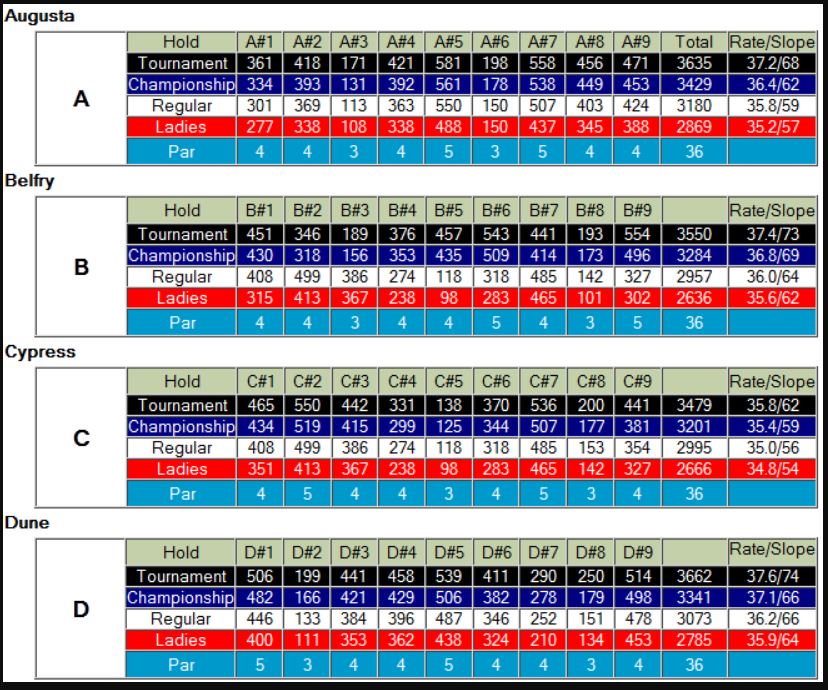 Augusta
Hold A#1 A#2 A#3 A#4 A#5 A#6 A#7 A#8 A#9 Total Rate/Slope
Tournament 361 418 171 421 581 198 558 456 471 3635 37.2/68
Championship 334 393 131 392 561 178 538 449 453 3429 36.4/62
A
Regular 301 369 113 363 550 150 507 403 424 3180 35.8/59
Ladies 277 338 108 338 488 150 437 345 388 2869 35.2/57
Par 4 4 3 4 5 3 5 4 4 36
Belfry
Hold B#1 B#2 B#3 B#4 B#5 B#6 B#7 B#8 B#9 Rate/Slope
Tournament 451 346 189 376 457 543 441 193 554 3550 37.4/73
Championship 430 318 156 353 435 509 414 173 496 3284 36.8/69
B
Regular 408 499 386 274 118 318 485 142 327 2957 36.0/64
Ladies 315 413 367 238 98 283 465 101 302 2636 35.6/62
Par 4 4 3 4 4 5 4 3 5 36
Cypress
Hold C#1 C#2 C#3 C#4 C#5 C#6 C#7 C#8 C#9 Rate/Slope
Tournament 465 550 442 331 138 370 536 200 441 3479 35.8/62
Championship 434 519 415 299 125 344 507 177 381 3201 35.4/59
C
Regular 408 499 386 274 118 318 485 153 354 2995 35.0/56
Ladies 351 413 367 238 98 283 465 142 327 2666 34.8/54
Par 4 5 4 4 3 4 5 3 4 36
Dune
Hold D#1 D#2 D#3 D#4 D#5 D#6 D#7 D#8 D#9 Rate/Slope
Tournament 506 199 441 458 539 411 290 250 514 3662 37.6/74
Championship 482 166 421 429 506 382 278 179 498 3341 37.1/66
D
Regular 446 133 384 396 487 346 252 151 478 3073 36.2/66
Ladies 400 111 353 362 438 324 210 134 453 2785 35.9/64
Par 5 3 4 4 5 4 4 3 4 36